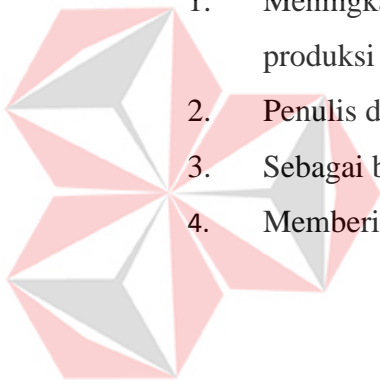 1.
produksi
2. Penulis d
3. Sebagai b
4. Memberi